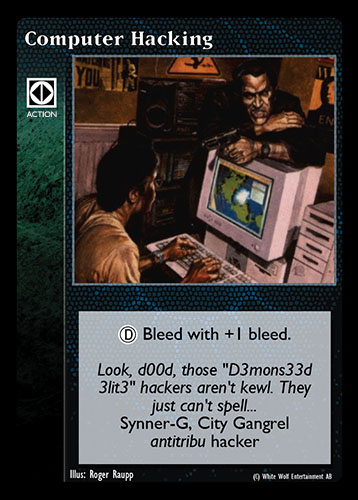 Computer Hacking
YOU
ACTION
D Bleed with +1 bleed.
Look, d00d, those "D3mons33d
3lit3" hackers aren't kewl. They
just can't spell...
Synner-G, City Gangrel
antitribu hacker
Illus: Roger Raupp
(C) White Wolf Entertainment AB